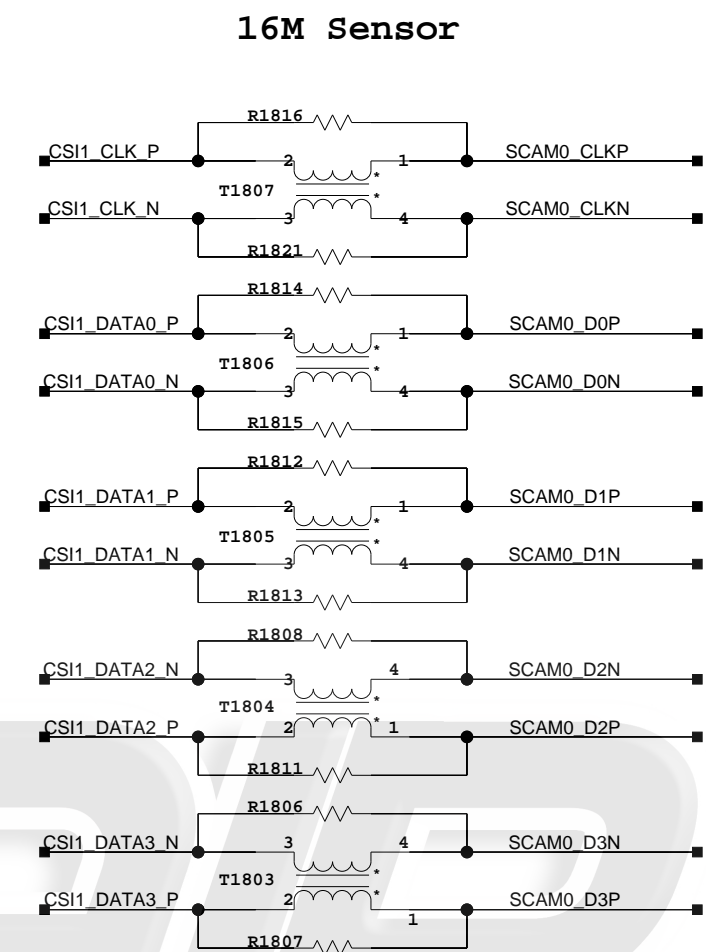 16M Sensor
R1816
CSI1_CLK_P 2 1 SCAM0_CLKP
T1807 *
*
CSI1_CLK_N 3 4 SCAM0_CLKN
R1821
R1814
CSI1_DATA0_P 2 1 SCAM0_D0P
T1806 *
*
CSI1_DATA0_N 3 4 SCAM0_D0N
R1815
R1812
CSI1_DATA1_P 2 1 SCAM0_D1P
T1805 *
*
CSI1_DATA1_N 3 4 SCAM0_D1N
R1813
R1808
CSI1_DATA2_N 3 4 SCAM0_D2N
T1804 *
*
CSI1_DATA2_P 2 1 SCAM0_D2P
R1811
R1806
CSI1_DATA3_N 3 4 SCAM0_D3N
T1803 *
*
CSI1_DATA3_P 2 1 SCAM0_D3P
R1807